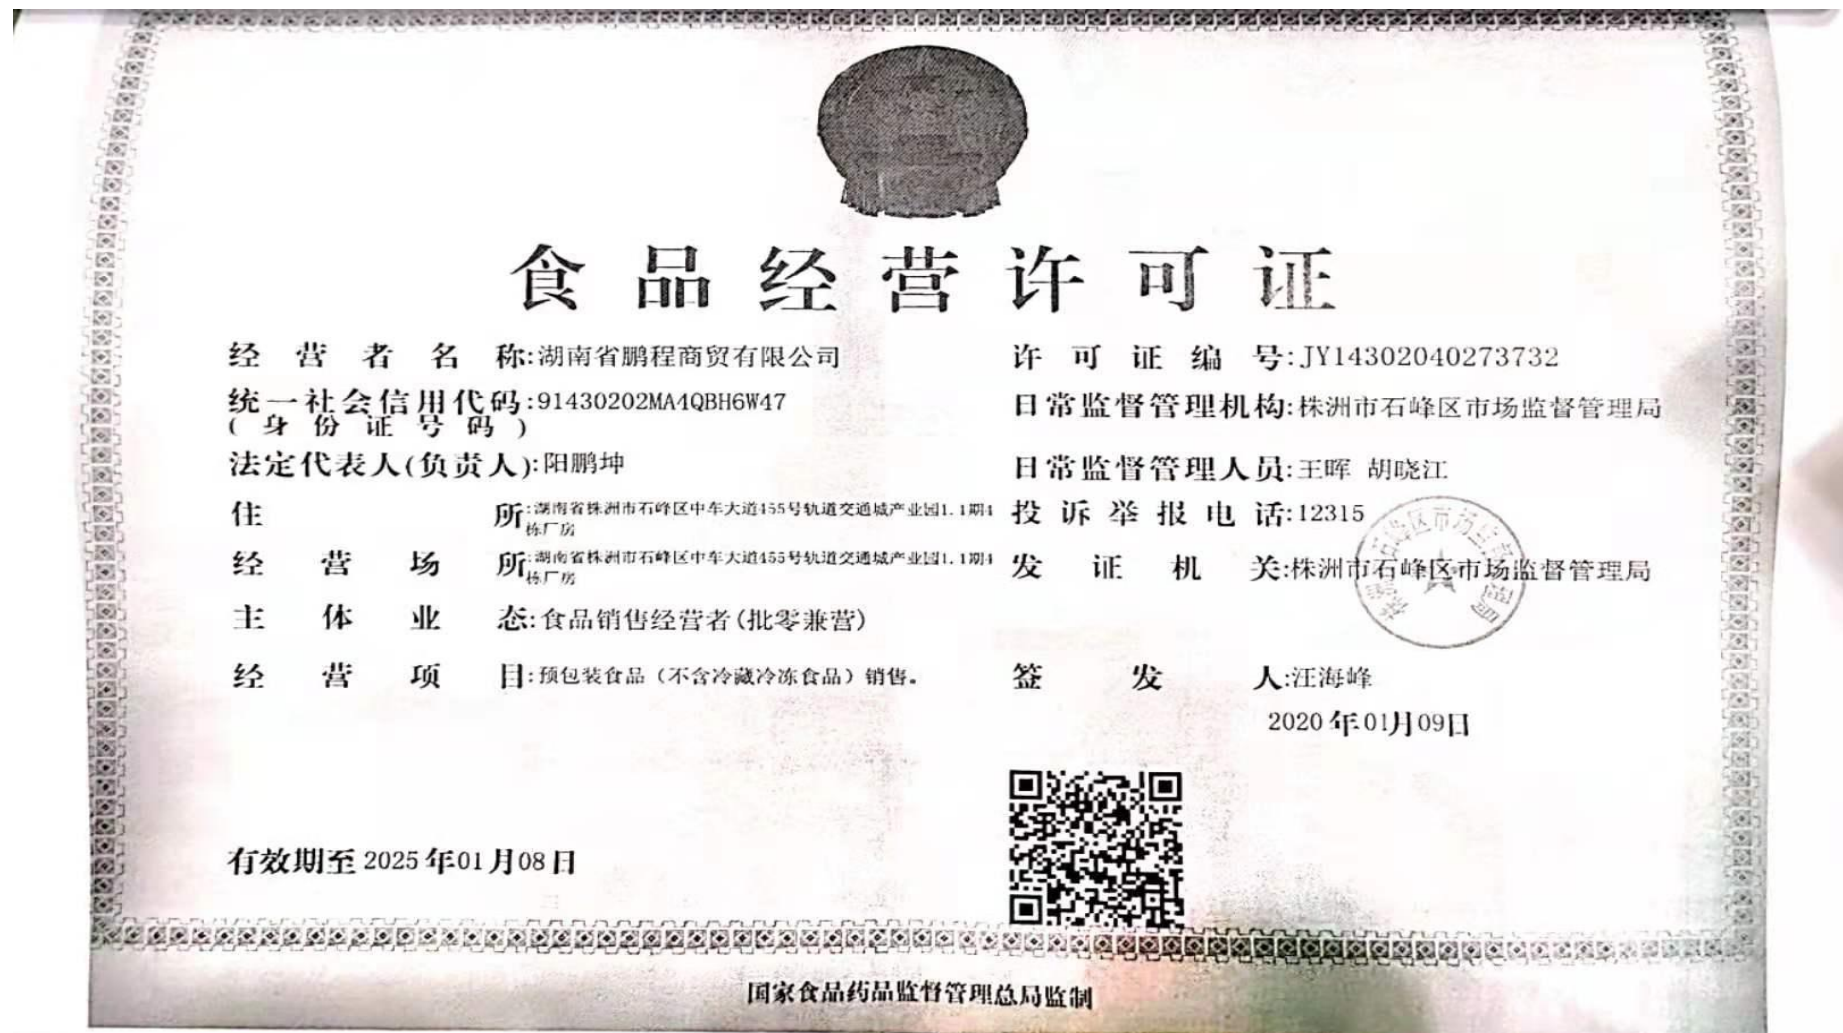 食品经营许可证
经营者名称:湖南省鹏程商贸有限公司
统一社会信用代码:91430202MA4QBH6W47
(身份证号码)
法定代表人(负责人):阳鹏坤
住所:湖南省株洲市石峰区中车大道455号轨道交通城产业园1.1期4
栋厂房
经营场所:湖南省株洲市石峰区中车大道455号轨道交通城产业园1.1期4
栋厂房
主体业态:食品销售经营者(批零兼营)
经营项目:预包装食品（不含冷藏冷冻食品）销售。
有效期至2025年01月08日
许可证编号:JY14302040273732
日常监督管理机构:株洲市石峰区市场监督管理局
日常监督管理人员:王晖 胡晓江
投诉举报电话:12315
发证机关:株洲市石峰区市场监督管理局
签发人:汪海峰
2020年01月09日
国家食品药品监督管理总局监制